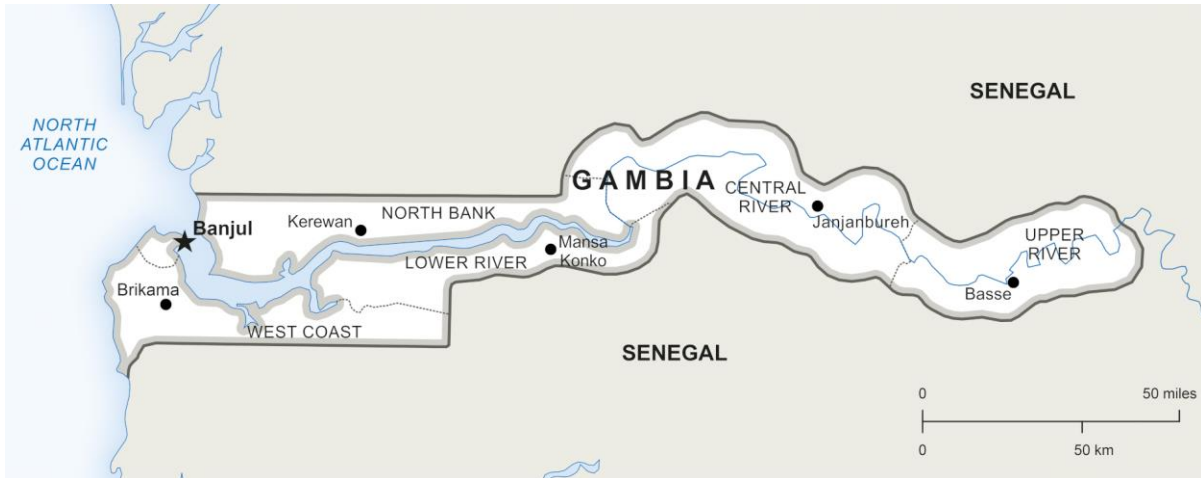 SENEGAL
NORTH
ATLANTIC
OCEAN
GAMBIA
CENTRAL
RIVER
Janjanbureh
NORTH BANK
Kerewan
Banjul
UPPER
RIVER
Mansa
Konko
LOWER RIVER
Brikama
Basse
WEST COAST
SENEGAL
0 50 miles
0 50 km